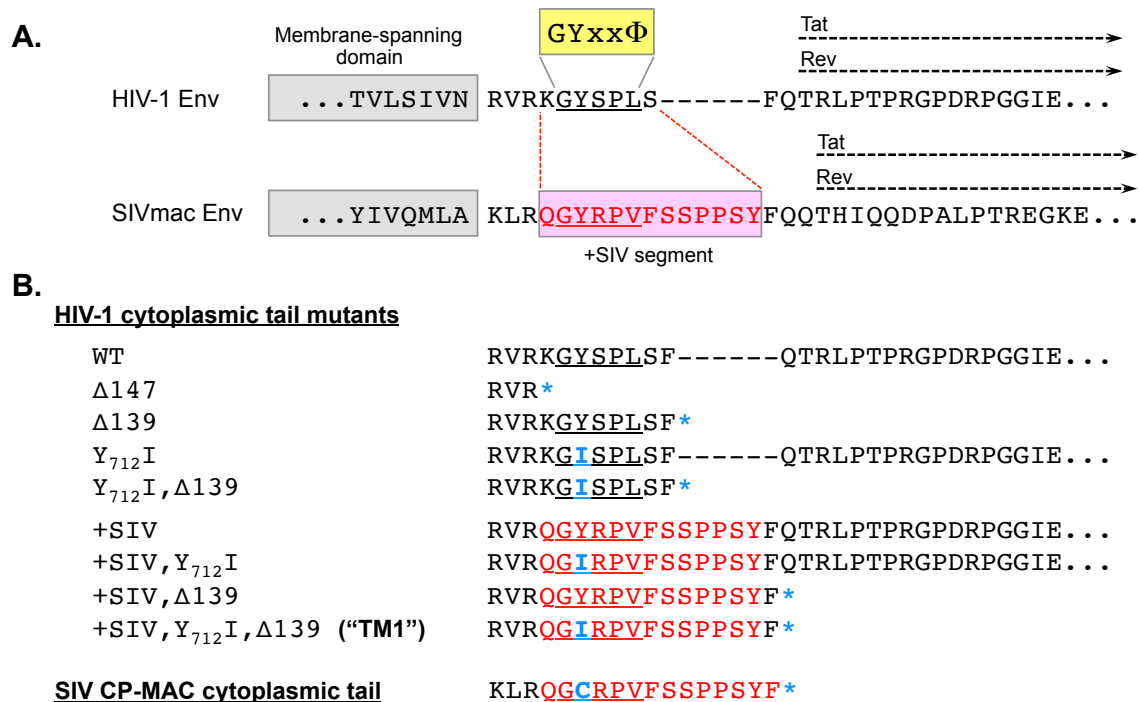 A.
Membrane-spanning
domain
GYxxΦ
Tat
Rev
HIV-1 Env ...TVLSIVN RVRKGYSPLS------FQTRLPTPRGPDRPGGIE...
Tat
Rev
SIVmac Env ...YIVQMLA KLRQGYRPVFSSPPSYFQQTHIQQDPALPTREGKE...
+SIV segment
B.
HIV-1 cytoplasmic tail mutants
WT RVRKGYSPLSF------QTRLPTPRGPDRPGGIE...
Δ147 RVR*
Δ139 RVRKGYSPLSF*
Y712I RVRKGISPLSF------QTRLPTPRGPDRPGGIE...
Y712I,Δ139 RVRKGISPLSF*
+SIV RVRQGYRPVFSSPPSYFQTRLPTPRGPDRPGGIE...
+SIV,Y712I RVRQGIRPVFSSPPSYFQTRLPTPRGPDRPGGIE...
+SIV,Δ139 RVRQGYRPVFSSPPSYF*
+SIV,Y712I,Δ139 (“TM1”) RVRQGIRPVFSSPPSYF*
SIV CP-MAC cytoplasmic tail KLRQGCRPVFSSPPSYF*